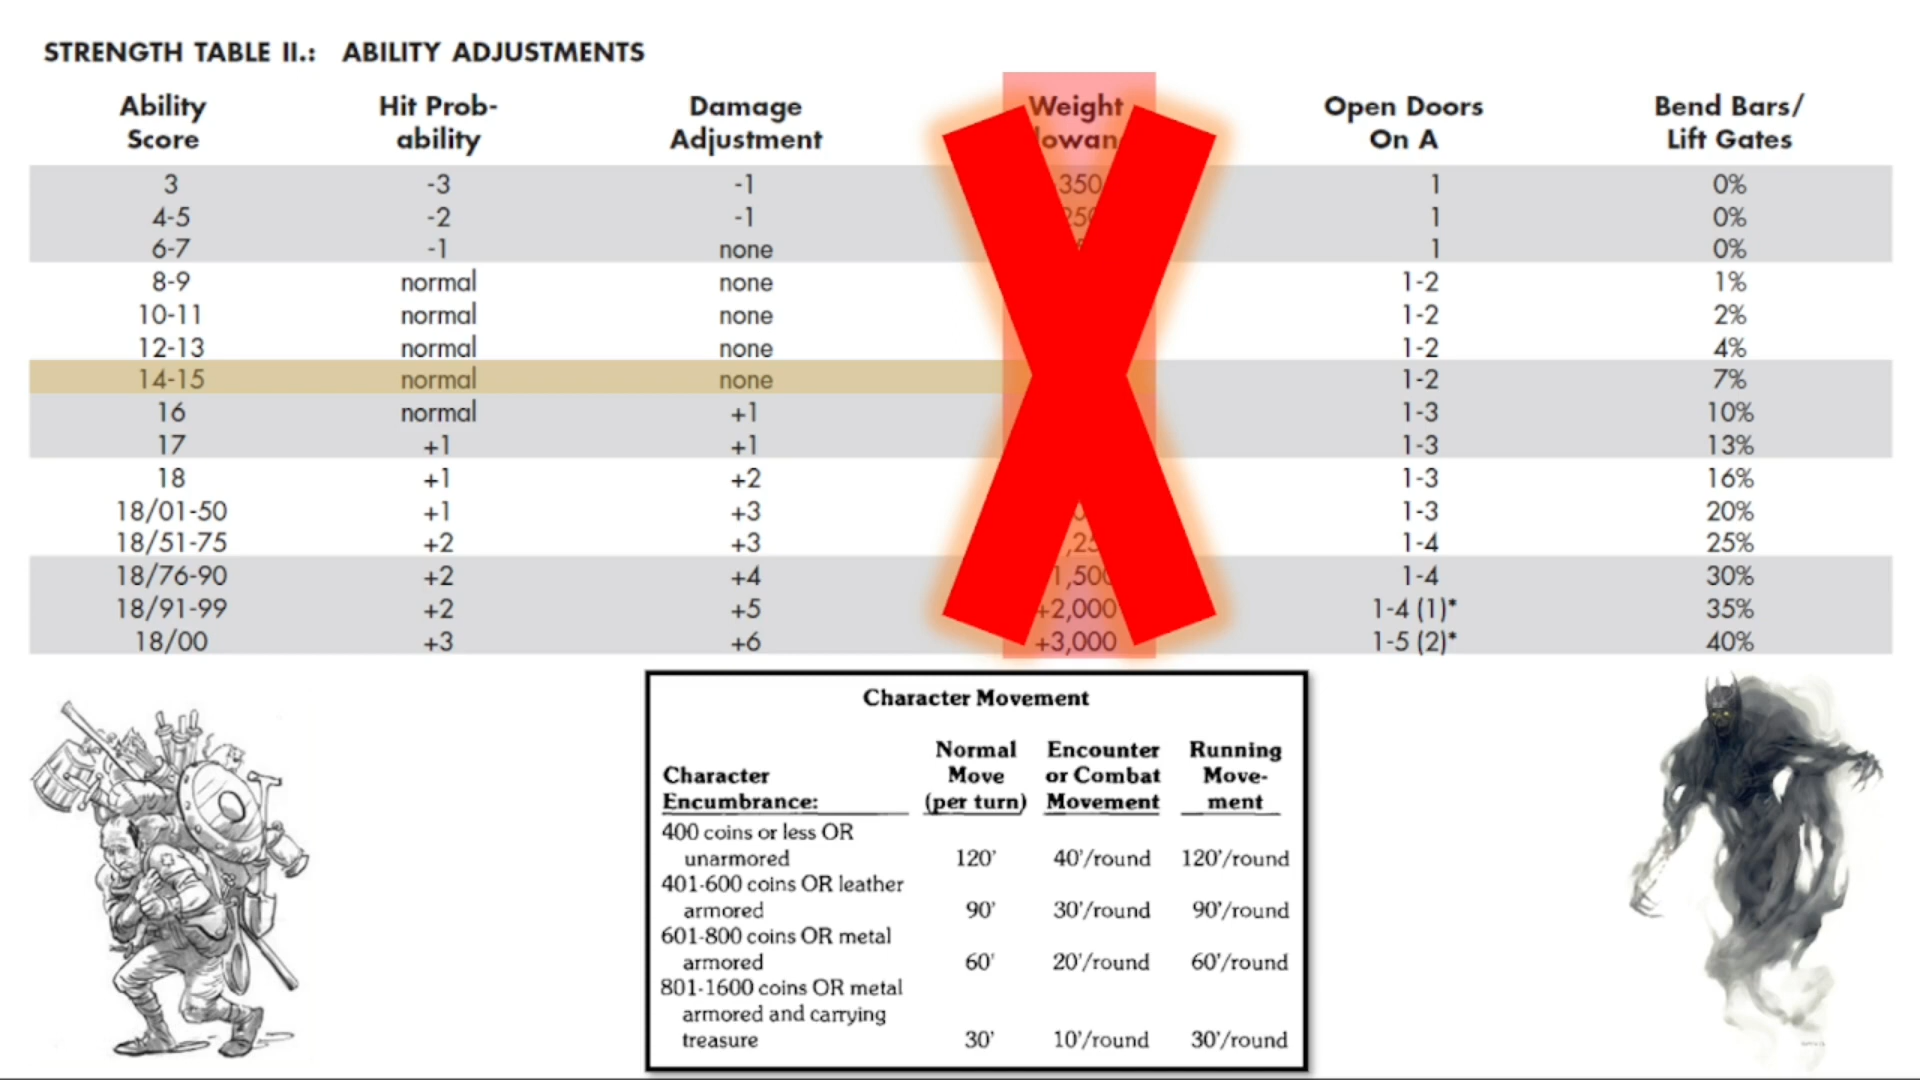 STRENGTH TABLE II.: ABILITY ADJUSTMENTS
Ability Score Hit Prob-ability Damage Adjustment Weight Open Doors On A Bend Bars/ Lift Gates
3 -3 -1 350 1 0%
4-5 -2 -1 1 0%
6-7 -1 none 1 0%
8-9 normal none 1-2 1%
10-11 normal none 1-2 2%
12-13 normal none 1-2 4%
14-15 normal none 1-2 7%
16 normal +1 1-3 10%
17 +1 +1 1-3 13%
18 +1 +2 1-3 16%
18/01-50 +1 +3 1-3 20%
18/51-75 +2 +3 1-4 25%
18/76-90 +2 +4 1-4 30%
18/91-99 +2 +5 +2,000 1-4 (1)* 35%
18/00 +3 +6 +3,000 1-5 (2)* 40%
Character Movement
Normal Encounter Running
Character Move or Combat Move-
Encumbrance: (per turn) Movement ment
400 coins or less OR
unarmored 120' 40'/round 120'/round
401-600 coins OR leather
armored 90' 30'/round 90'/round
601-800 coins OR metal
armored 60' 20'/round 60'/round
801-1600 coins OR metal
armored and carrying
treasure 30' 10'/round 30'/round